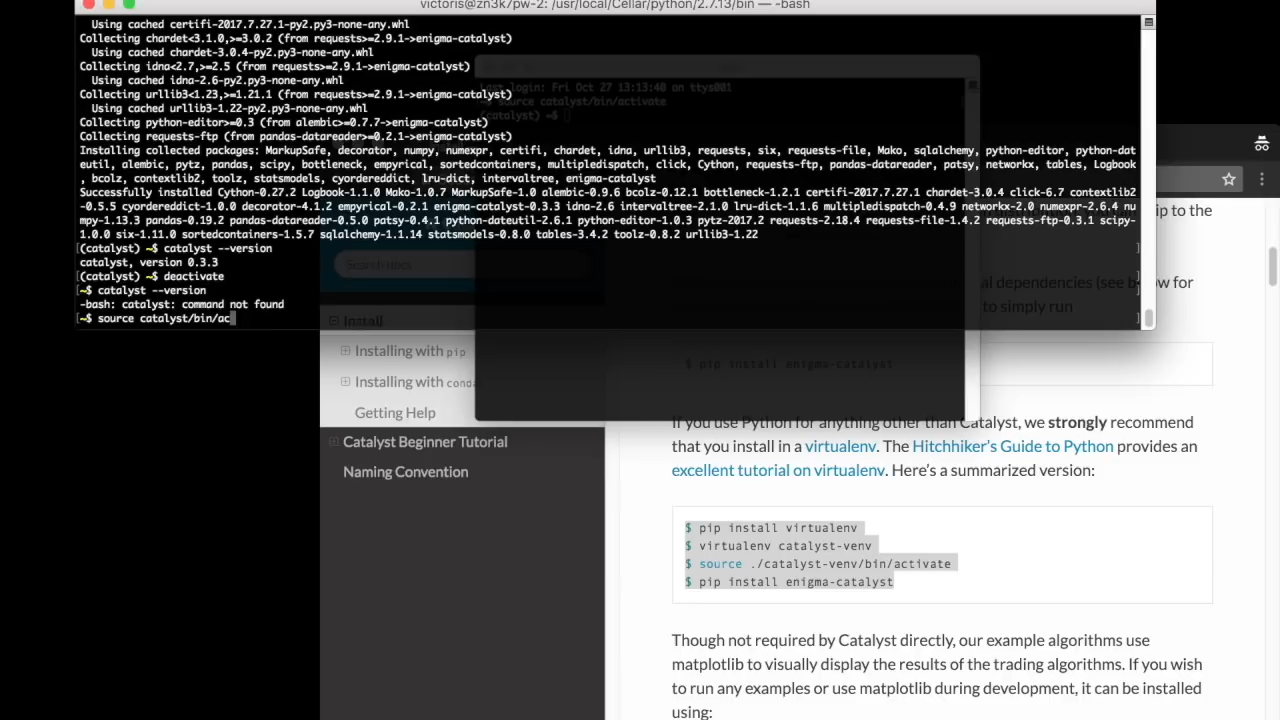 victoris@zn3k7pw-2: /usr/local/Cellar/python/2.7.13/bin — -bash
Using cached certifi-2017.7.27.1-py2.py3-none-any.whl
Collecting chardet<3.1.0,>=3.0.2 (from requests>=2.9.1->enigma-catalyst)
Using cached chardet-3.0.4-py2.py3-none-any.whl
Collecting idna<2.7,>=2.5 (from requests>=2.9.1->enigma-catalyst)
Using cached idna-2.6-py2.py3-none-any.whl
Collecting urllib3<1.23,>=1.21.1 (from requests>=2.9.1->enigma-catalyst)
Using cached urllib3-1.22-py2.py3-none-any.whl
Collecting python-editor>=0.3 (from alembic>=0.7.7->enigma-catalyst)
Collecting requests-ftp (from pandas-datareader>=0.2.1->enigma-catalyst)
Installing collected packages: MarkupSafe, decorator, numpy, numexpr, certifi, chardet, idna, urllib3, requests, six, requests-file, Mako, sqlalchemy, python-editor, python-dat
eutil, alembic, pytz, pandas, scipy, bottleneck, empyrical, sortedcontainers, multipledispatch, click, Cython, requests-ftp, pandas-datareader, patsy, networkx, tables, Logbook
, bcolz, contextlib2, toolz, statsmodels, cyordereddict, lru-dict, intervaltree, enigma-catalyst
Successfully installed Cython-0.27.2 Logbook-1.1.0 Mako-1.0.7 MarkupSafe-1.0 alembic-0.9.6 bcolz-0.12.1 bottleneck-1.2.1 certifi-2017.7.27.1 chardet-3.0.4 click-6.7 contextlib2
-0.5.5 cyordereddict-1.0.0 decorator-4.1.2 empyrical-0.2.1 enigma-catalyst-0.3.3 idna-2.6 intervaltree-2.1.0 lru-dict-1.1.6 multipledispatch-0.4.9 networkx-2.0 numexpr-2.6.4 nu
mpy-1.13.3 pandas-0.19.2 pandas-datareader-0.5.0 patsy-0.4.1 python-dateutil-2.6.1 python-editor-1.0.3 pytz-2017.2 requests-2.18.4 requests-file-1.4.2 requests-ftp-0.3.1 scipy-
1.0.0 six-1.11.0 sortedcontainers-1.5.7 sqlalchemy-1.1.14 statsmodels-0.8.0 tables-3.4.2 toolz-0.8.2 urllib3-1.22
[(catalyst) ~$ catalyst --version
catalyst, version 0.3.3
[(catalyst) ~$ deactivate
[~$ catalyst --version
-bash: catalyst: command not found
[~$ source catalyst/bin/ac
Last login: Fri Oct 27 13:13:40 on ttys001
~$ source catalyst/bin/activate
(catalyst) ~$
Search docs
Install
Installing with pip
Installing with conda
Getting Help
Catalyst Beginner Tutorial
Naming Convention
ip to the
al dependencies (see below for
to simply run
$ pip install enigma-catalyst
If you use Python for anything other than Catalyst, we strongly recommend
that you install in a virtualenv. The Hitchhiker's Guide to Python provides an
excellent tutorial on virtualenv. Here's a summarized version:
$ pip install virtualenv
$ virtualenv catalyst-venv
$ source ./catalyst-venv/bin/activate
$ pip install enigma-catalyst
Though not required by Catalyst directly, our example algorithms use
matplotlib to visually display the results of the trading algorithms. If you wish
to run any examples or use matplotlib during development, it can be installed
using: